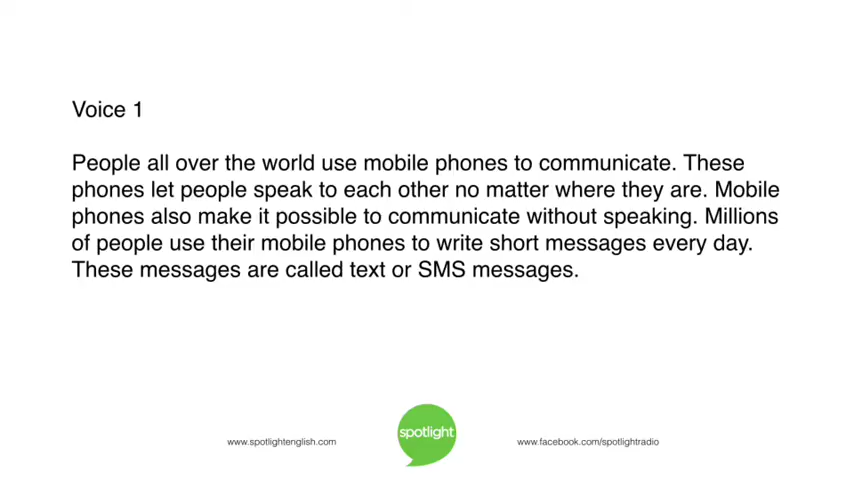 Voice 1
People all over the world use mobile phones to communicate. These
phones let people speak to each other no matter where they are. Mobile
phones also make it possible to communicate without speaking. Millions
of people use their mobile phones to write short messages every day.
These messages are called text or SMS messages.
www.spotlightenglish.com
spotlight
www.facebook.com/spotlightradio